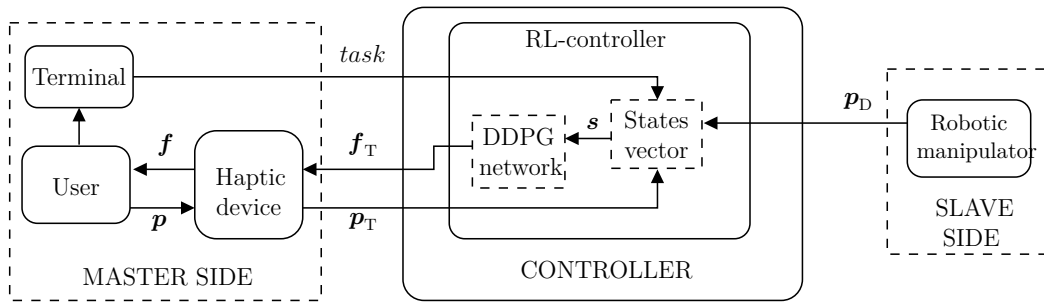 RL-controller
task
Terminal
p_D
f
f_T
DDPG
network
s
States
vector
Robotic
manipulator
User
Haptic
device
p
p_T
SLAVE
SIDE
MASTER SIDE
CONTROLLER